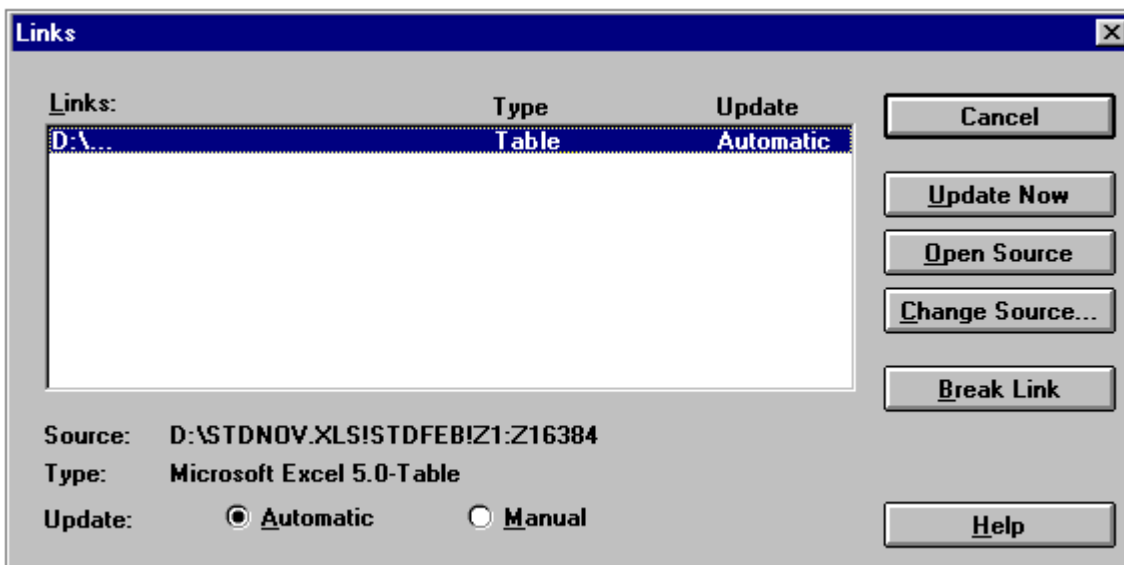 Links
Links: Type Update
D:\... Table Automatic
Cancel
Update Now
Open Source
Change Source...
Break Link
Source: D:\STDNOV.XLS!STDFEB!Z1:Z16384
Type: Microsoft Excel 5.0-Table
Update: Automatic Manual
Help